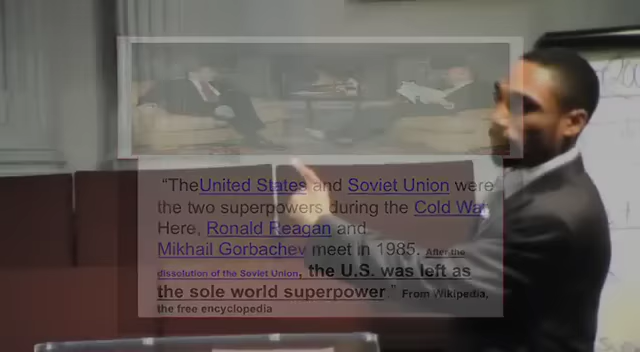 “TheUnited States and Soviet Union were
the two superpowers during the Cold War.
Here, Ronald Reagan and
Mikhail Gorbachev meet in 1985. After the
dissolution of the Soviet Union, the U.S. was left as
the sole world superpower.” From Wikipedia,
the free encyclopedia